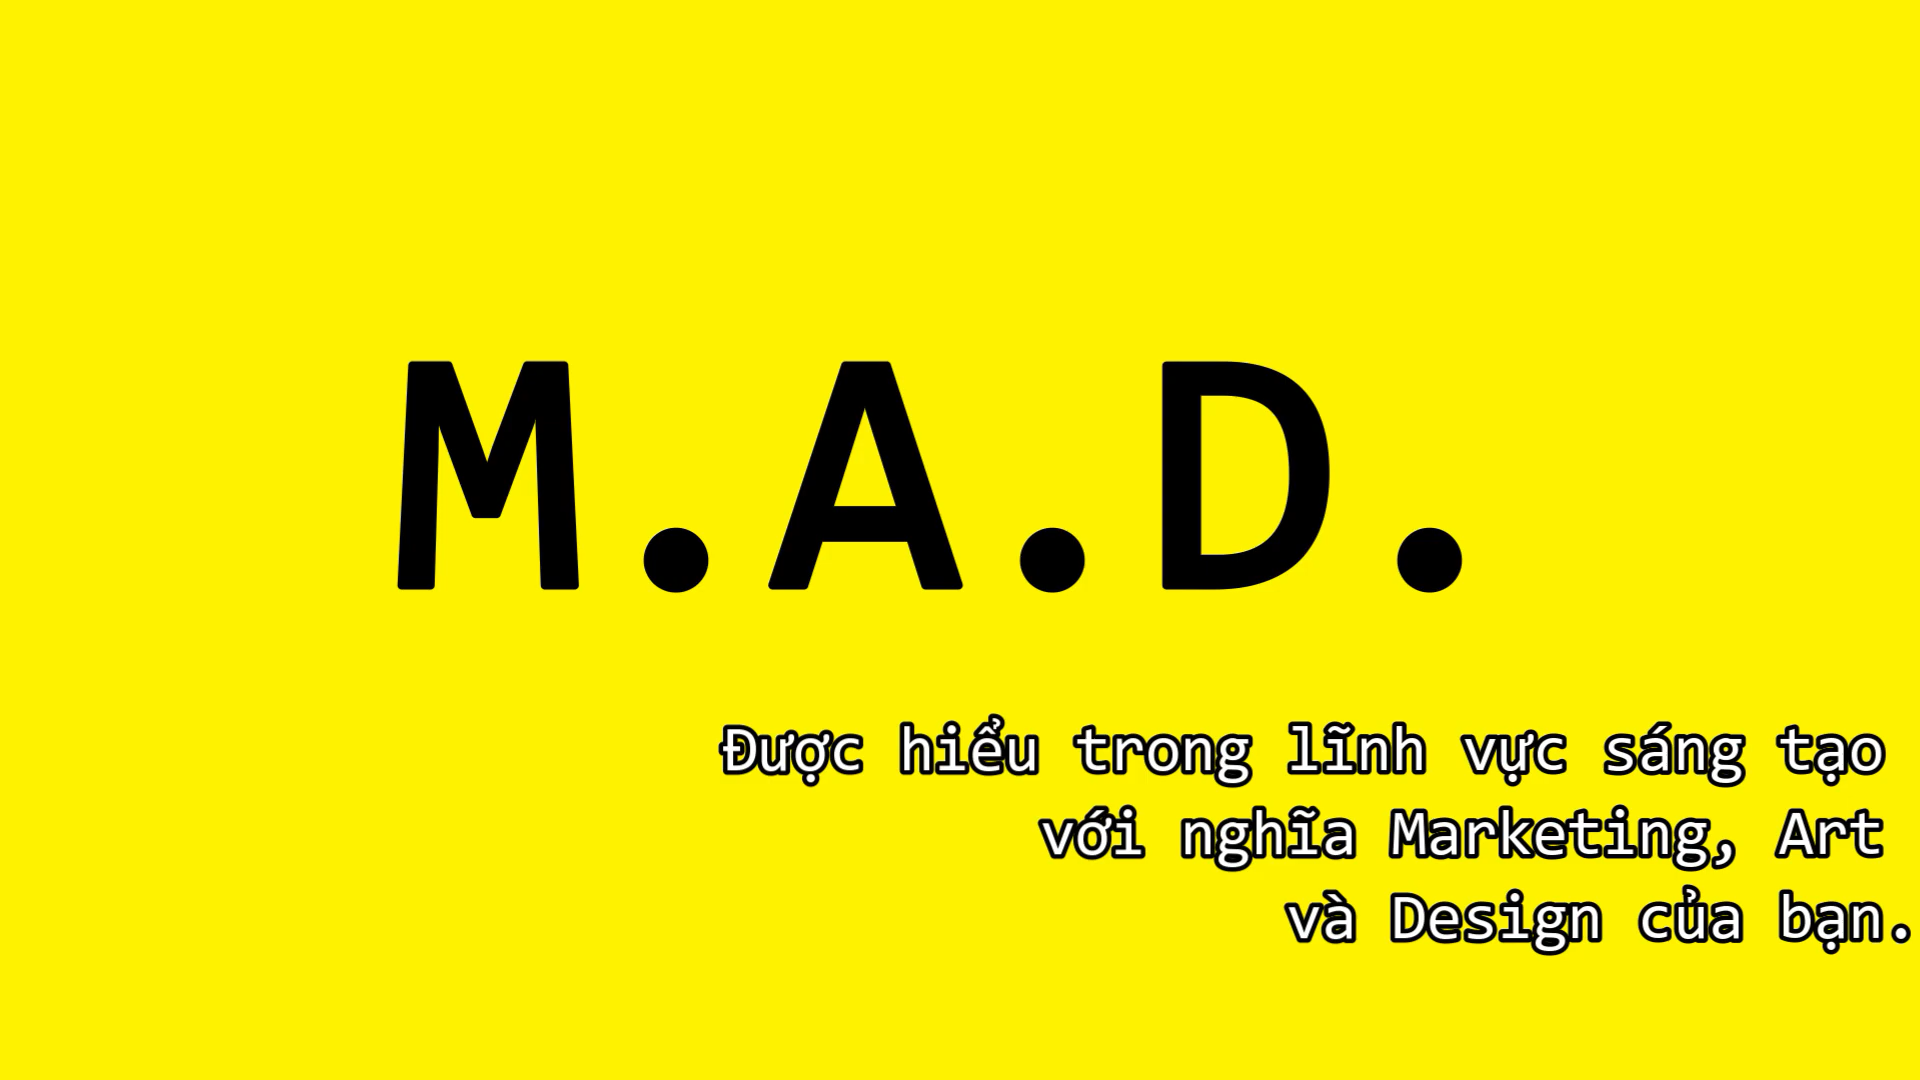 M.A.D.
Được hiểu trong lĩnh vực sáng tạo
với nghĩa Marketing, Art
và Design của bạn.